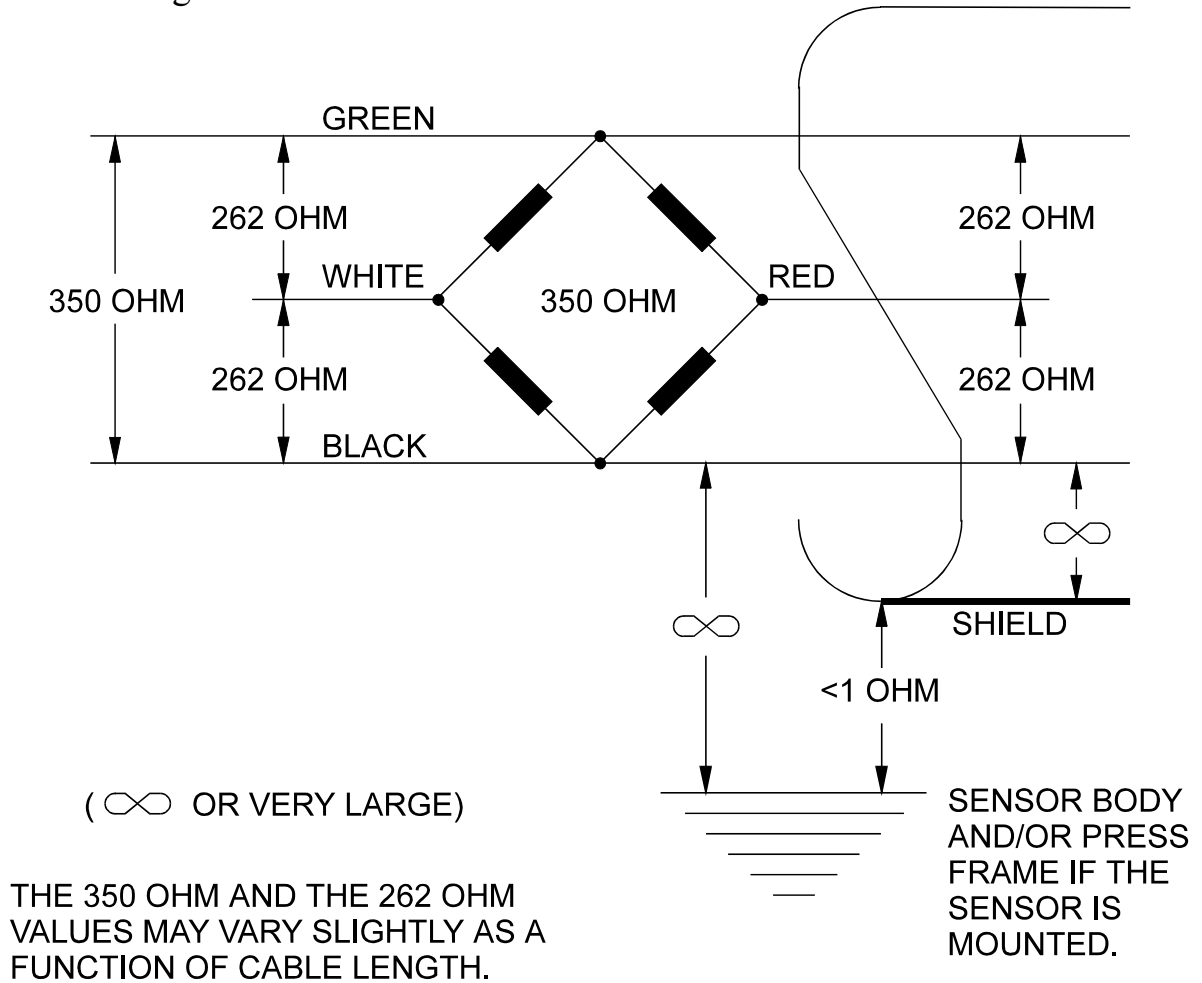 GREEN
262 OHM
262 OHM
WHITE
RED
350 OHM
350 OHM
262 OHM
262 OHM
BLACK
∞
SHIELD
∞
<1 OHM
( ∞ OR VERY LARGE)
SENSOR BODY
AND/OR PRESS
FRAME IF THE
SENSOR IS
MOUNTED.
THE 350 OHM AND THE 262 OHM
VALUES MAY VARY SLIGHTLY AS A
FUNCTION OF CABLE LENGTH.